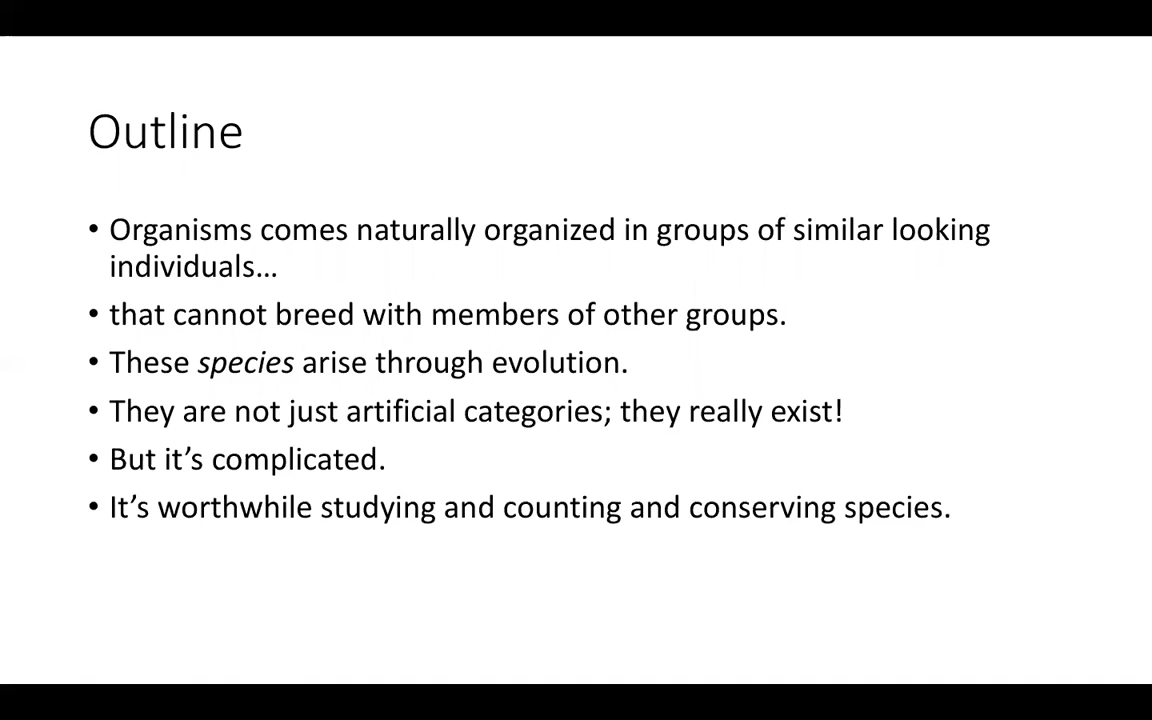 Outline
• Organisms comes naturally organized in groups of similar looking
individuals…
• that cannot breed with members of other groups.
• These species arise through evolution.
• They are not just artificial categories; they really exist!
• But it’s complicated.
• It’s worthwhile studying and counting and conserving species.